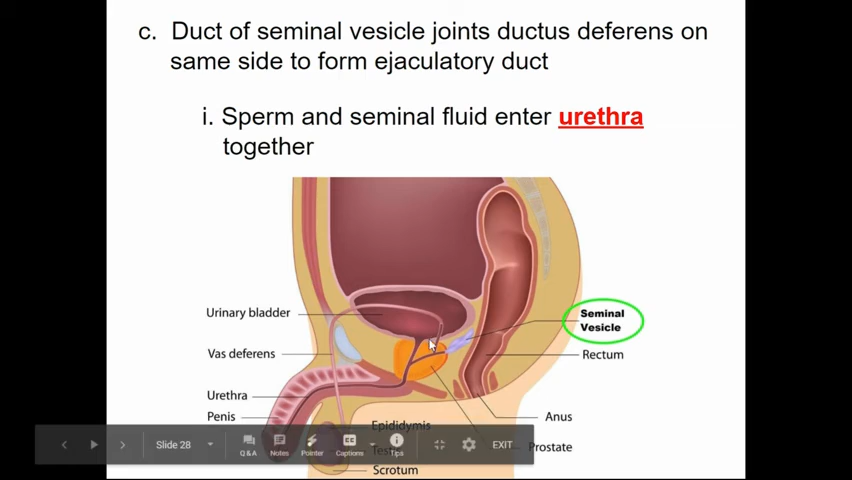 c. Duct of seminal vesicle joints ductus deferens on
same side to form ejaculatory duct
i. Sperm and seminal fluid enter urethra
together
Urinary bladder
Seminal
Vesicle
Vas deferens
Rectum
Urethra
Penis
Anus
Epididymis
Prostate
Scrotum
Slide 28
Q&A
Notes
Pointer
Captions
Tips
EXIT